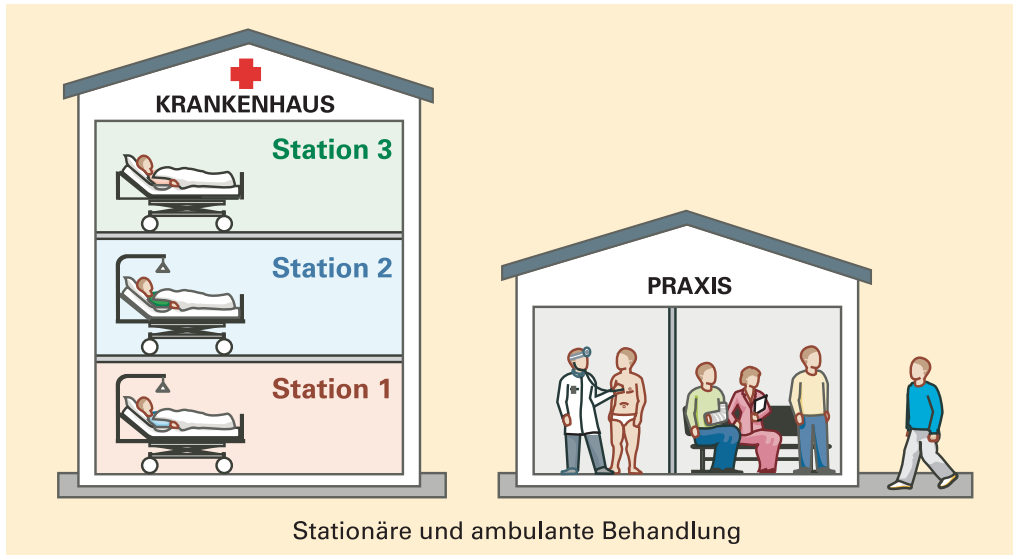 KRANKENHAUS
Station 3
Station 2
Station 1
PRAXIS
Stationäre und ambulante Behandlung